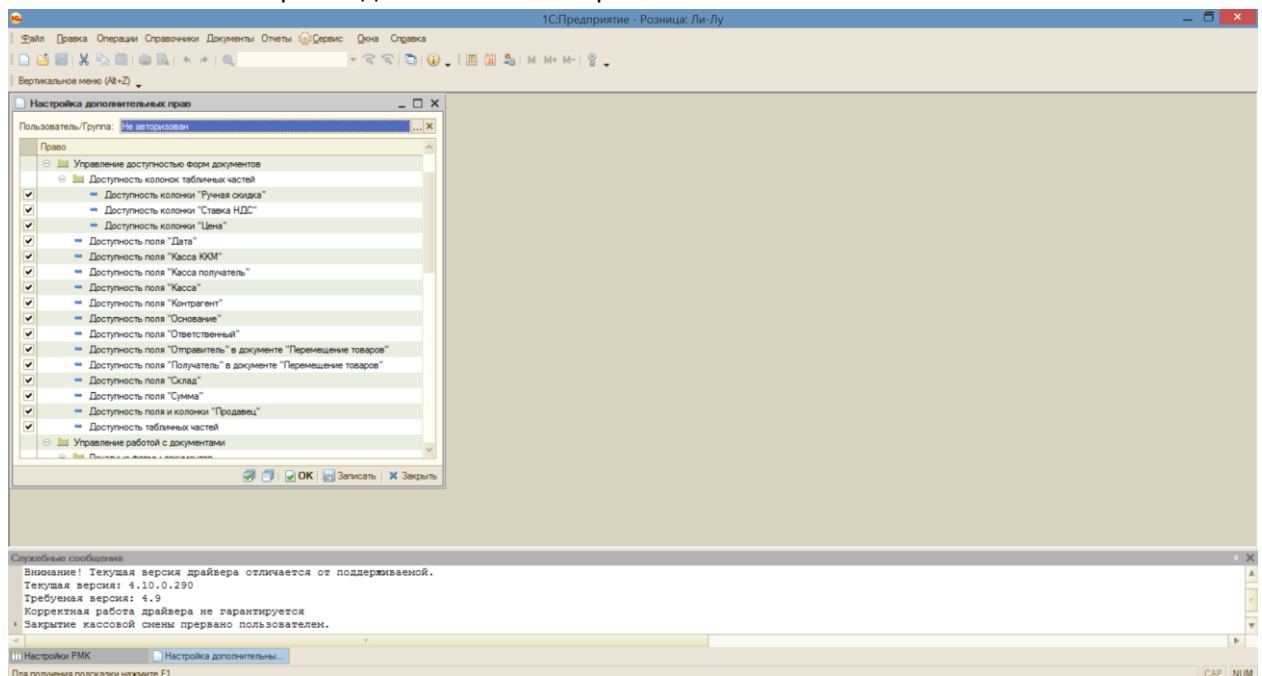 1С:Предприятие - Розница: Ли-Лу
Файл Правка Операции Справочники Документы Отчеты Сервис Окна Справка
M M+ M-
Вертикальное меню (Alt+Z)
Настройка дополнительных прав
Пользователь/Группа: Не авторизован ...
Право
Управление доступностью форм документов
Доступность колонок табличных частей
Доступность колонки "Ручная скидка"
Доступность колонки "Ставка НДС"
Доступность колонки "Цена"
Доступность поля "Дата"
Доступность поля "Касса ККМ"
Доступность поля "Касса получатель"
Доступность поля "Касса"
Доступность поля "Контрагент"
Доступность поля "Основание"
Доступность поля "Ответственный"
Доступность поля "Отправитель" в документе "Перемещение товаров"
Доступность поля "Получатель" в документе "Перемещение товаров"
Доступность поля "Склад"
Доступность поля "Сумма"
Доступность поля и колонки "Продавец"
Доступность табличных частей
Управление работой с документами
Печатные формы документов
OK Записать Закрыть
Служебные сообщения
Внимание! Текущая версия драйвера отличается от поддерживаемой.
Текущая версия: 4.10.0.290
Требуемая версия: 4.9
Корректная работа драйвера не гарантируется
Закрытие кассовой смены прервано пользователем.
Настройки РМК Настройка дополнительны...
Для получения подсказки нажмите F1 CAP NUM